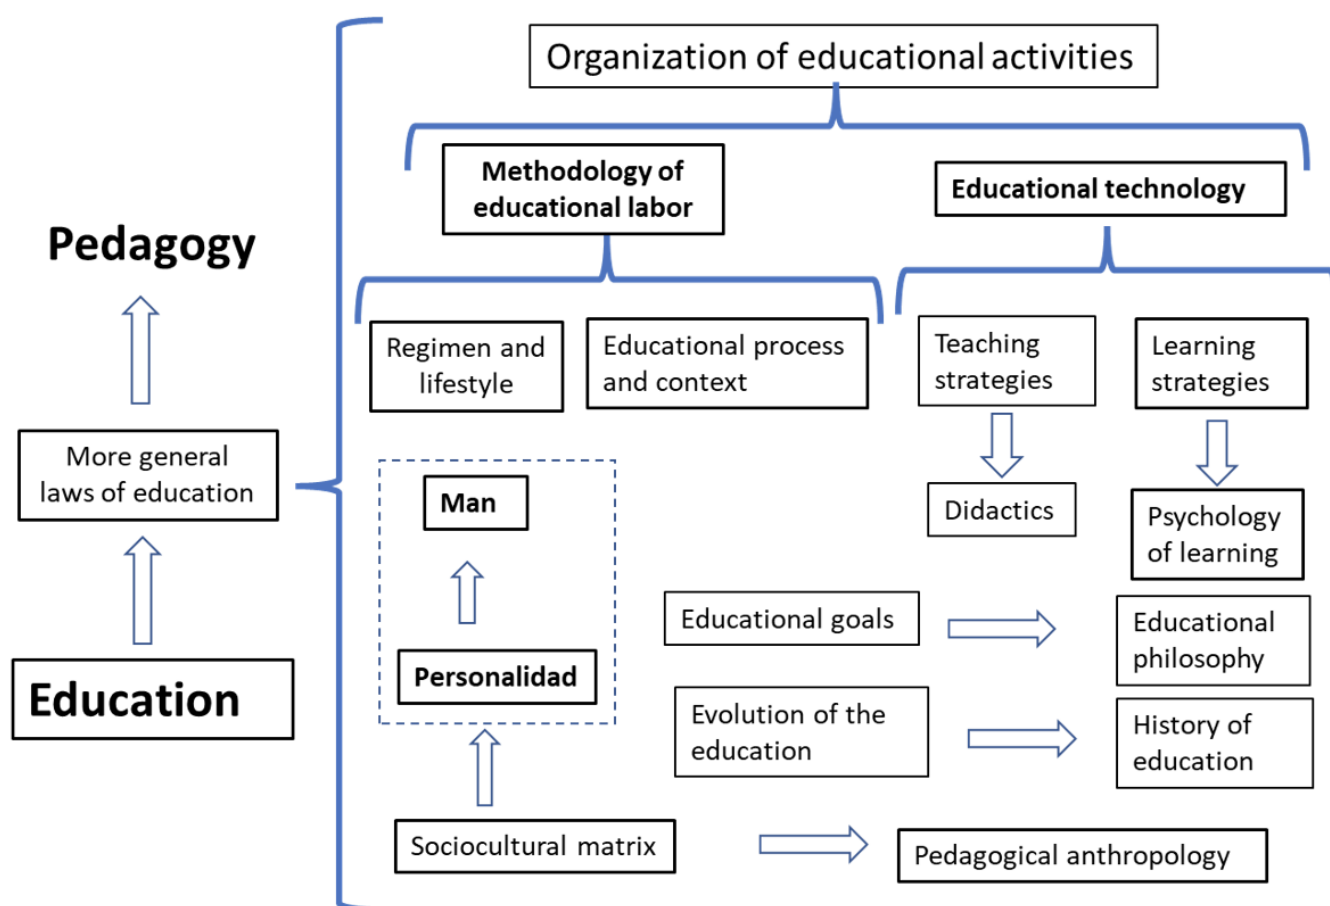 Organization of educational activities
Methodology of
educational labor
Educational technology
Pedagogy
Regimen and
lifestyle
Educational process
and context
Teaching
strategies
Learning
strategies
More general
laws of education
Man
Didactics
Psychology
of learning
Educational goals
Educational
philosophy
Education
Personalidad
Evolution of the
education
History of
education
Sociocultural matrix
Pedagogical anthropology